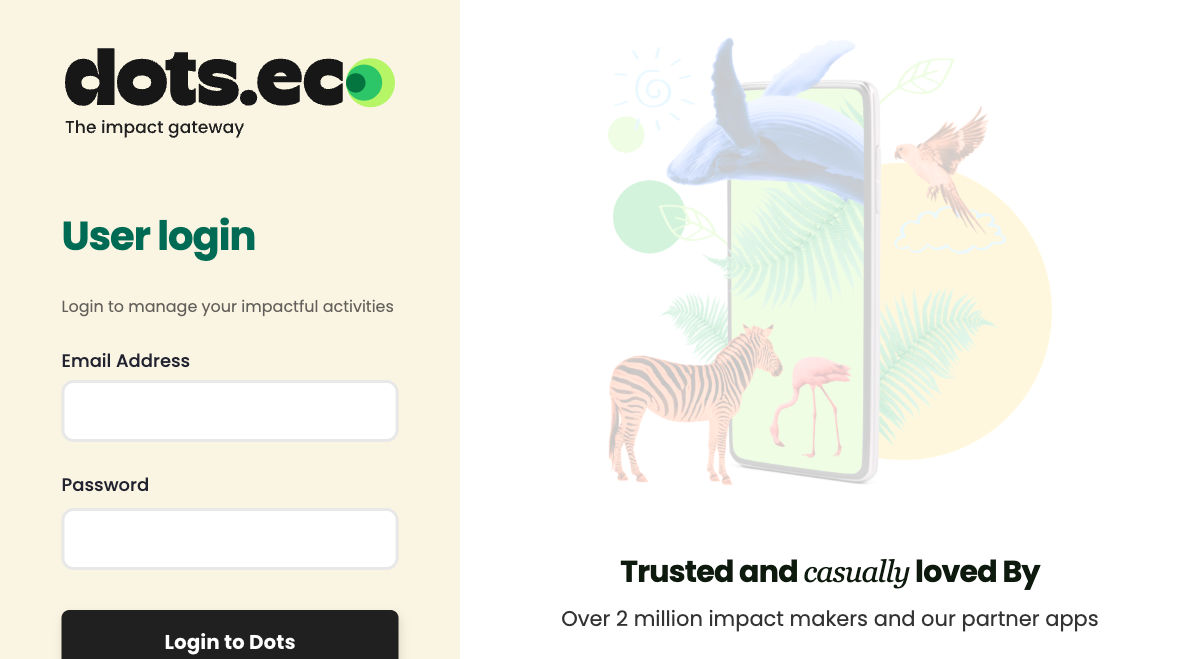 dots.eco
The impact gateway
User login
Login to manage your impactful activities
Email Address
Password
Login to Dots
Trusted and casually loved By
Over 2 million impact makers and our partner apps